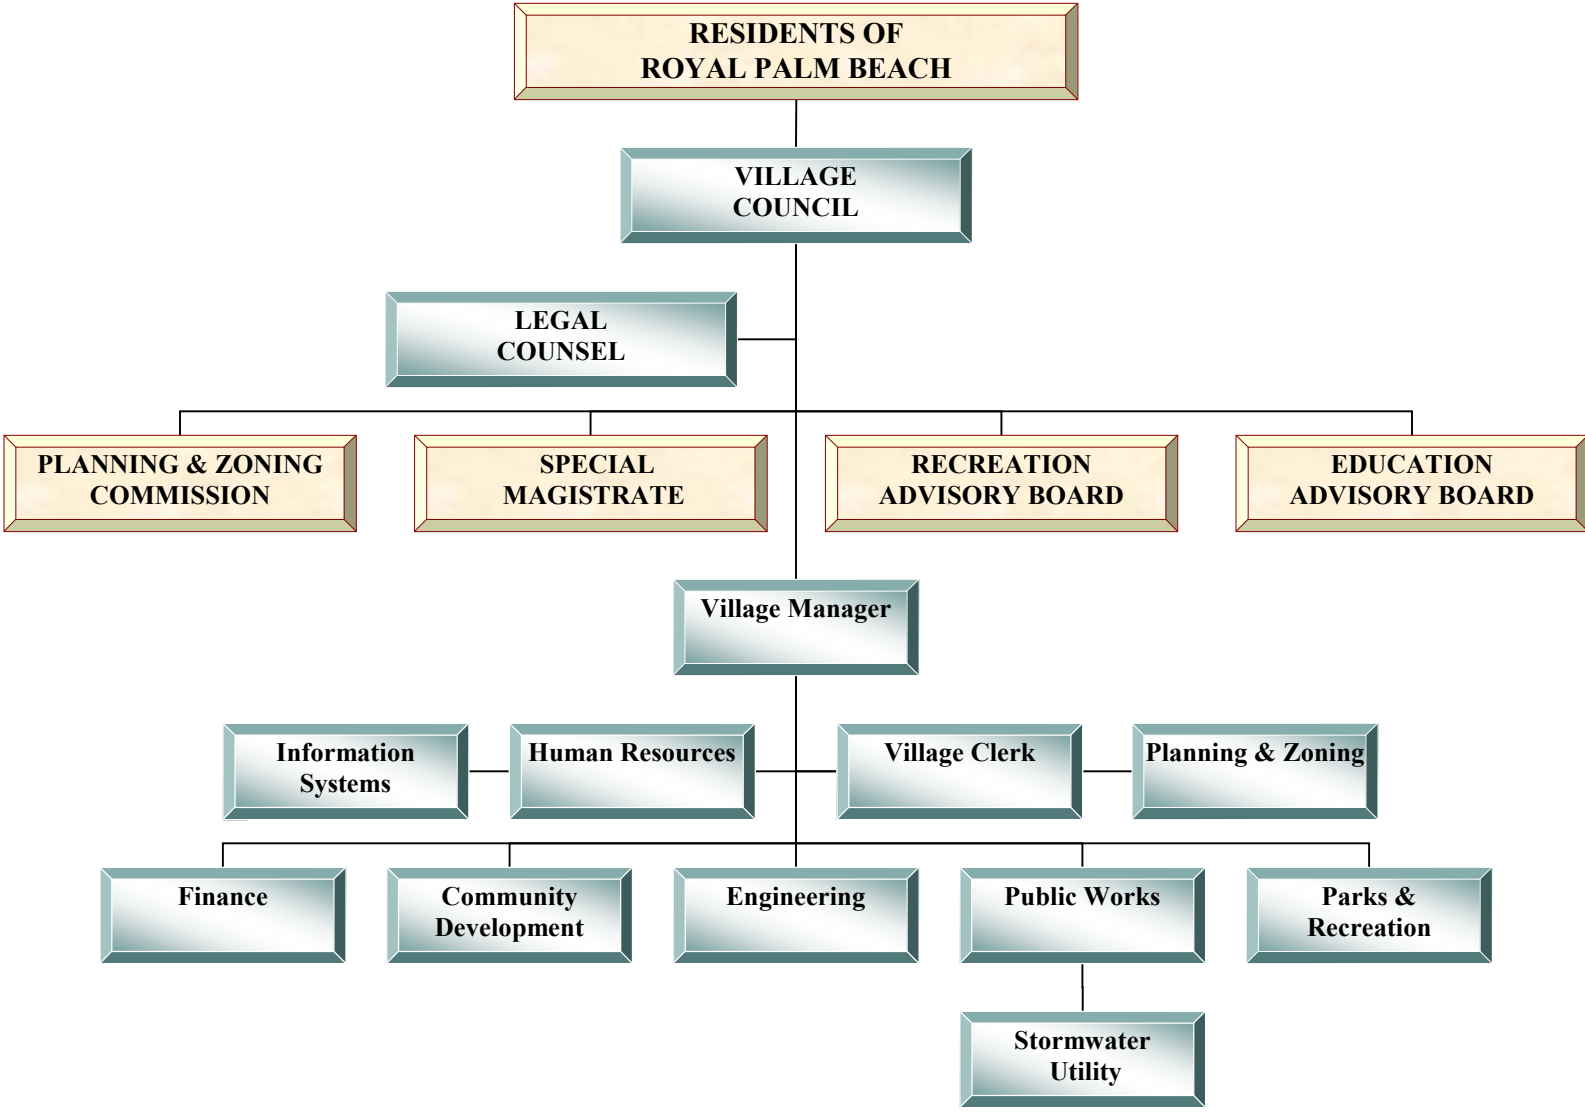 RESIDENTS OF
ROYAL PALM BEACH
VILLAGE
COUNCIL
LEGAL
COUNSEL
PLANNING & ZONING
COMMISSION
SPECIAL
MAGISTRATE
RECREATION
ADVISORY BOARD
EDUCATION
ADVISORY BOARD
Village Manager
Information
Systems
Human Resources
Village Clerk
Planning & Zoning
Finance
Community
Development
Engineering
Public Works
Parks &
Recreation
Stormwater
Utility